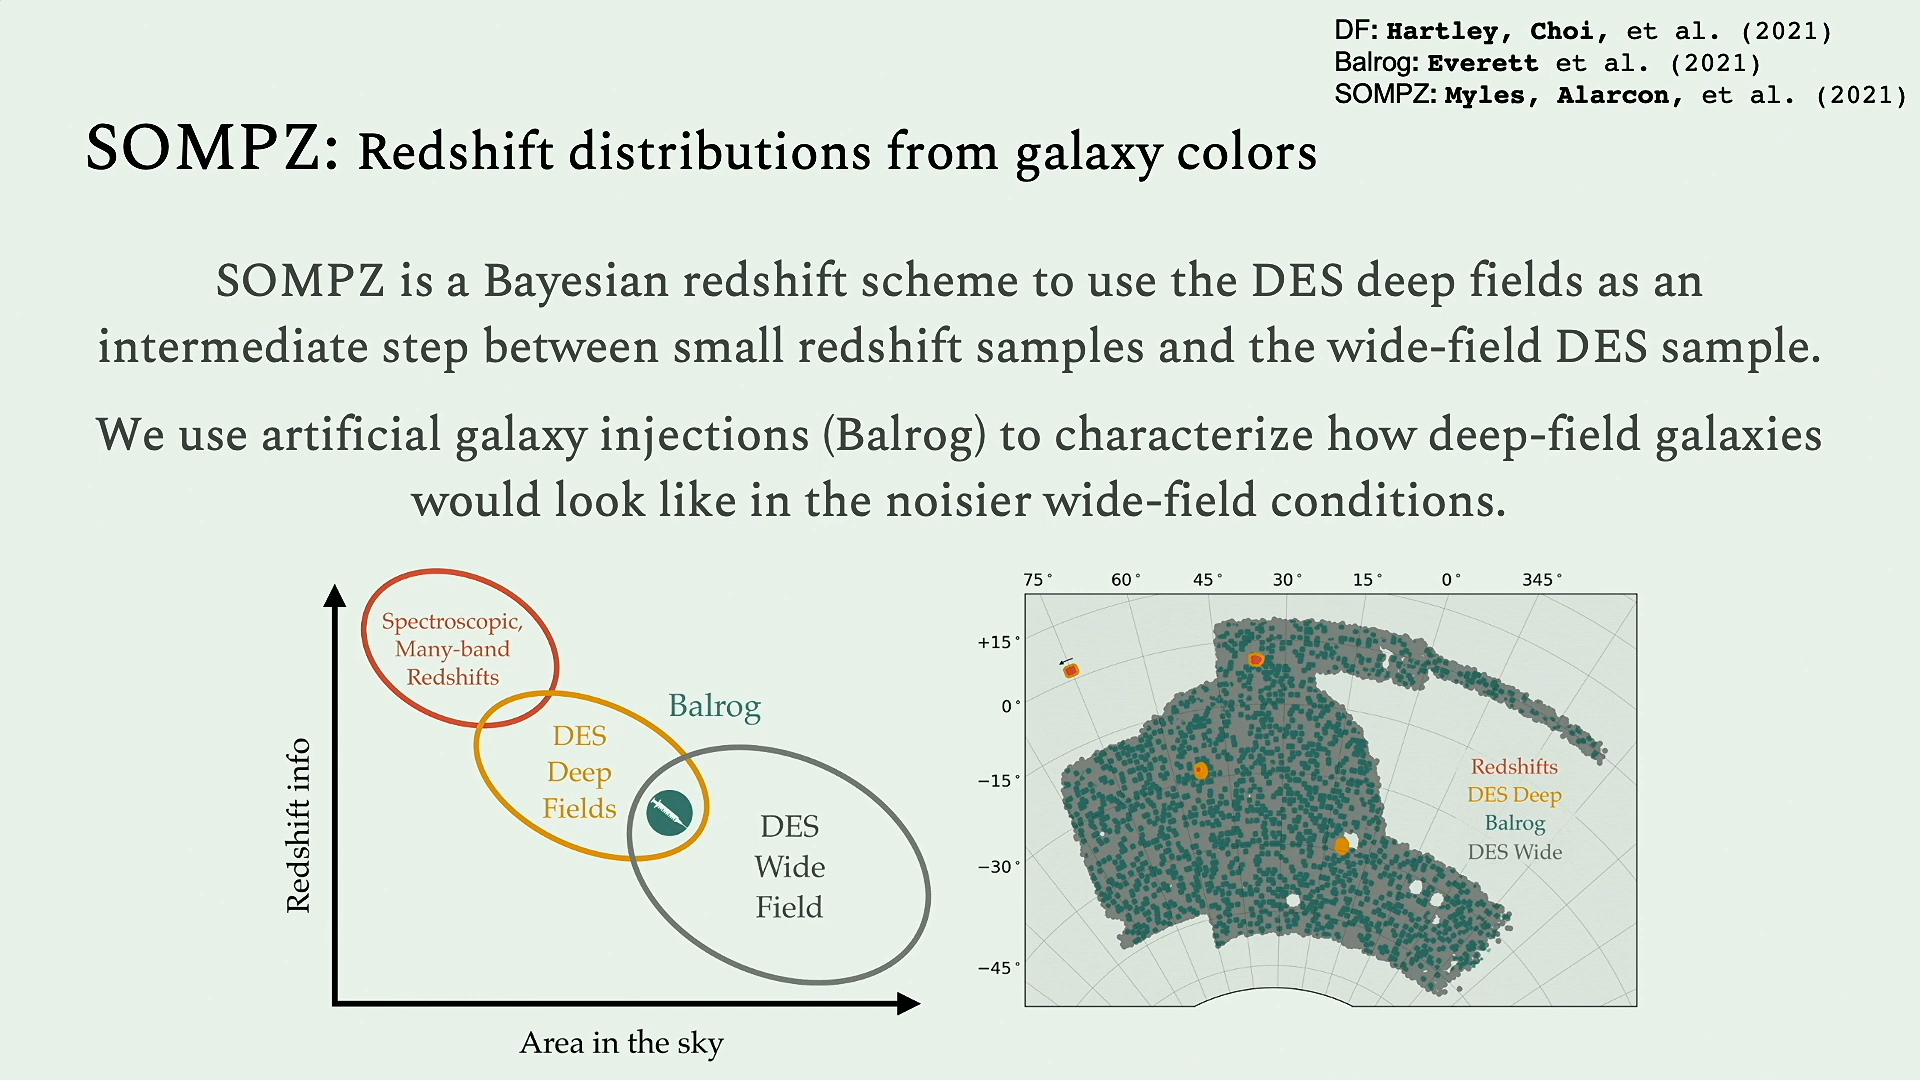 DF: Hartley, Choi, et al. (2021)
Balrog: Everett et al. (2021)
SOMPZ: Myles, Alarcon, et al. (2021)
SOMPZ: Redshift distributions from galaxy colors
SOMPZ is a Bayesian redshift scheme to use the DES deep fields as an
intermediate step between small redshift samples and the wide-field DES sample.
We use artificial galaxy injections (Balrog) to characterize how deep-field galaxies
would look like in the noisier wide-field conditions.
Redshift info
Spectroscopic,
Many-band
Redshifts
DES
Deep
Fields
Balrog
DES
Wide
Field
Area in the sky
75° 60° 45° 30° 15° 0° 345°
+15°
0°
−15°
−30°
−45°
Redshifts
DES Deep
Balrog
DES Wide